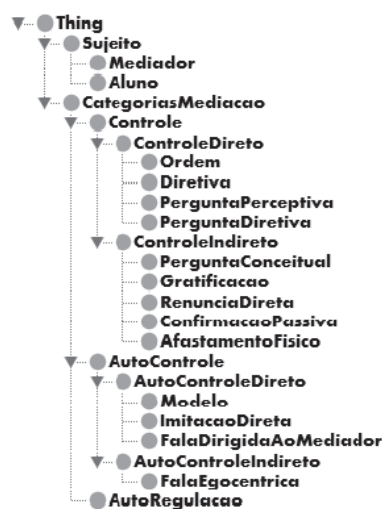 Thing
Sujeito
Mediador
Aluno
CategoriasMediacao
Controle
ControleDireto
Ordem
Diretiva
PerguntaPerceptiva
PerguntaDiretiva
ControleIndireto
PerguntaConceitual
Gratificacao
RenunciaDireta
ConfirmacaoPassiva
AfastamentoFisico
AutoControle
AutoControleDireto
Modelo
ImitacaoDireta
FalaDirigidaAoMediador
AutoControleIndireto
FalaEgocentrica
AutoRegulacao